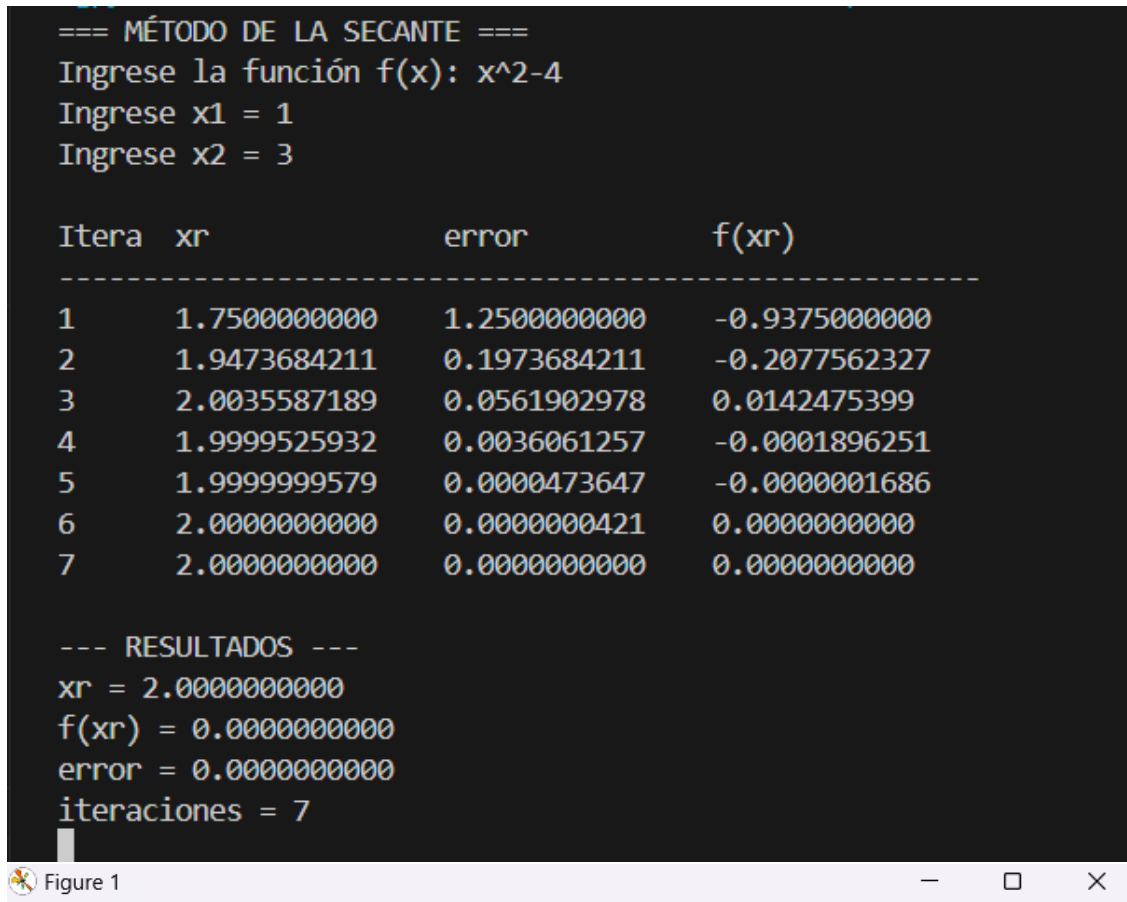 === MÉTODO DE LA SECANTE ===
Ingrese la función f(x): x^2-4
Ingrese x1 = 1
Ingrese x2 = 3
Itera xr error f(xr)
-------------------------------------------------------
1 1.7500000000 1.2500000000 -0.9375000000
2 1.9473684211 0.1973684211 -0.2077562327
3 2.0035587189 0.0561902978 0.0142475399
4 1.9999525932 0.0036061257 -0.0001896251
5 1.9999999579 0.0000473647 -0.0000001686
6 2.0000000000 0.0000000421 0.0000000000
7 2.0000000000 0.0000000000 0.0000000000
--- RESULTADOS ---
xr = 2.0000000000
f(xr) = 0.0000000000
error = 0.0000000000
iteraciones = 7
Figure 1